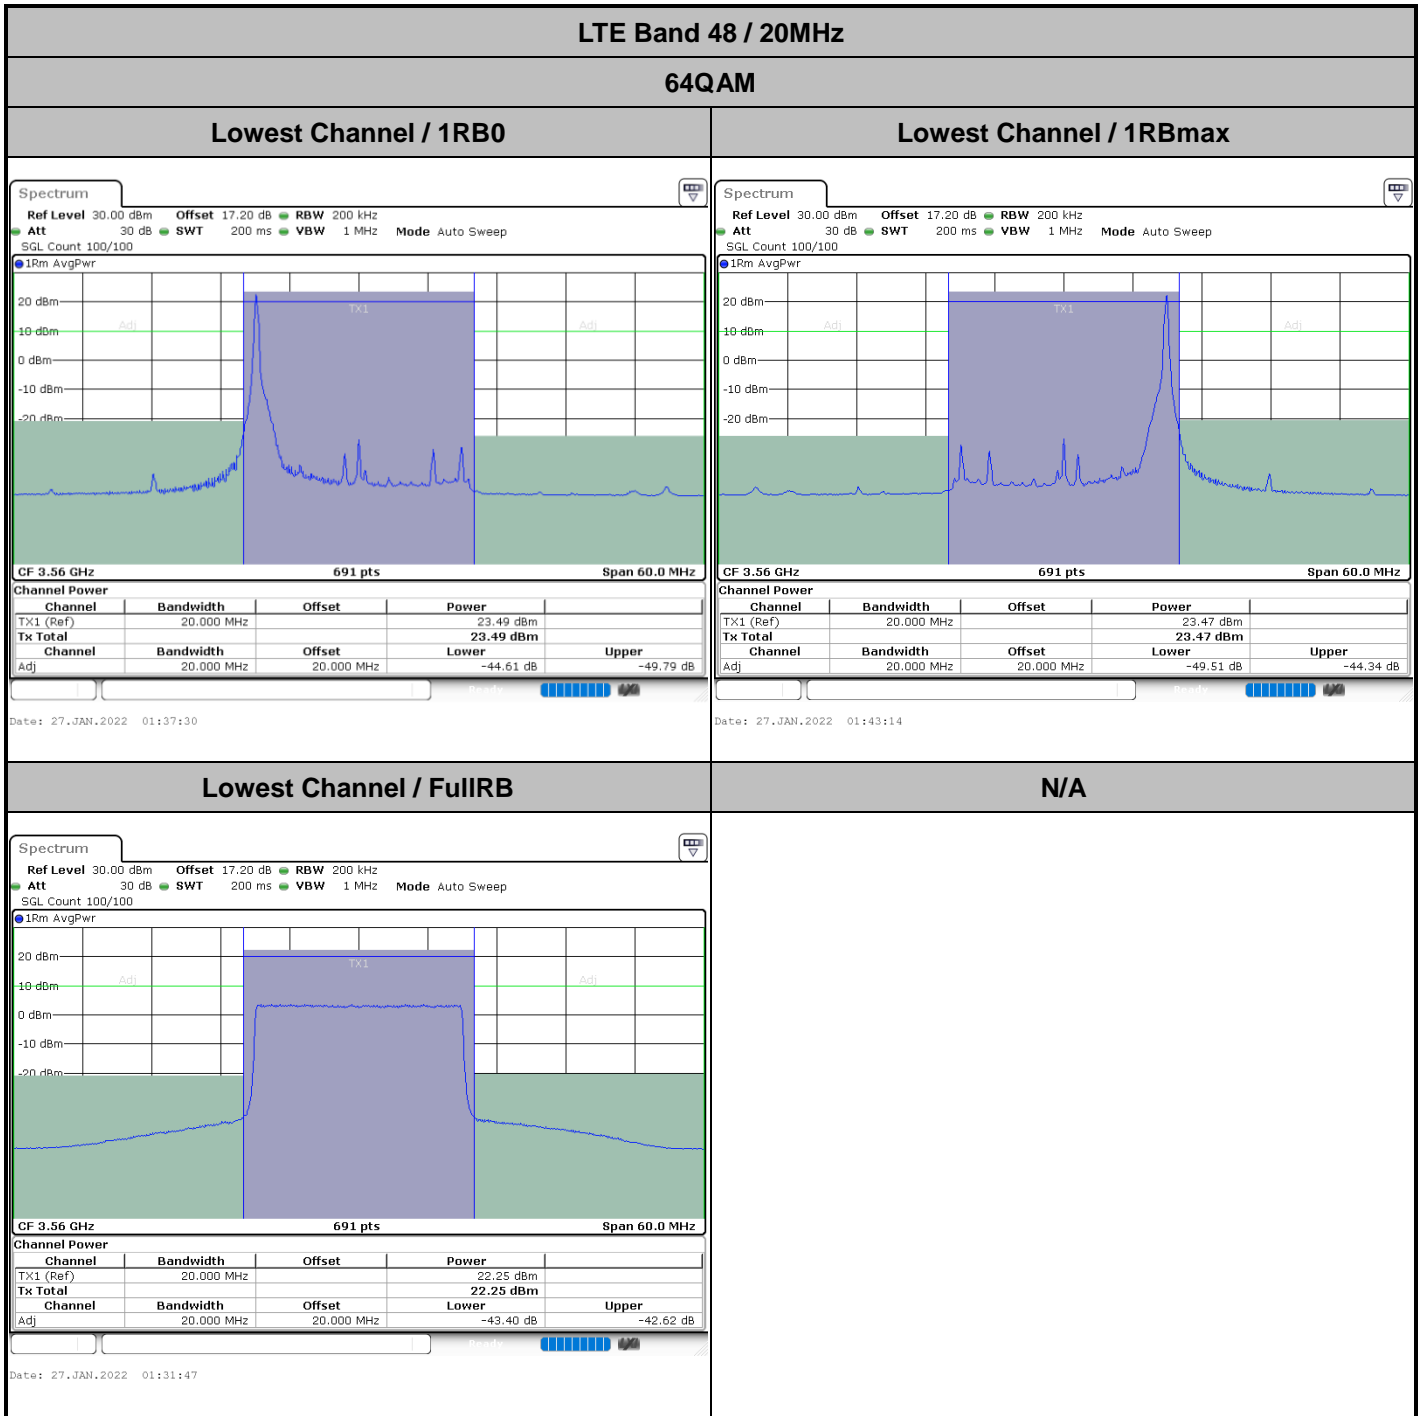 LTE Band 48 / 20MHz
64QAM
Lowest Channel / 1RB0
Lowest Channel / 1RBmax
Spectrum
Ref Level 30.00 dBm Offset 17.20 dB RBW 200 kHz
Att 30 dB SWT 200 ms VBW 1 MHz Mode Auto Sweep
SGL Count 100/100
1Rm AvgPwr
TX1
20 dBm
Adj
Adj
10 dBm
0 dBm
-10 dBm
-20 dBm
CF 3.56 GHz 691 pts Span 60.0 MHz
Channel Power
Channel Bandwidth Offset Power
TX1 (Ref) 20.000 MHz 23.49 dBm
Tx Total 23.49 dBm
Channel Bandwidth Offset Lower Upper
Adj 20.000 MHz 20.000 MHz -44.61 dB -49.79 dB
Ready
Date: 27.JAN.2022 01:37:30
Spectrum
Ref Level 30.00 dBm Offset 17.20 dB RBW 200 kHz
Att 30 dB SWT 200 ms VBW 1 MHz Mode Auto Sweep
SGL Count 100/100
1Rm AvgPwr
TX1
20 dBm
Adj
Adj
10 dBm
0 dBm
-10 dBm
-20 dBm
CF 3.56 GHz 691 pts Span 60.0 MHz
Channel Power
Channel Bandwidth Offset Power
TX1 (Ref) 20.000 MHz 23.47 dBm
Tx Total 23.47 dBm
Channel Bandwidth Offset Lower Upper
Adj 20.000 MHz 20.000 MHz -49.51 dB -44.34 dB
Ready
Date: 27.JAN.2022 01:43:14
Lowest Channel / FullRB
N/A
Spectrum
Ref Level 30.00 dBm Offset 17.20 dB RBW 200 kHz
Att 30 dB SWT 200 ms VBW 1 MHz Mode Auto Sweep
SGL Count 100/100
1Rm AvgPwr
TX1
20 dBm
Adj
Adj
10 dBm
0 dBm
-10 dBm
-20 dBm
CF 3.56 GHz 691 pts Span 60.0 MHz
Channel Power
Channel Bandwidth Offset Power
TX1 (Ref) 20.000 MHz 22.25 dBm
Tx Total 22.25 dBm
Channel Bandwidth Offset Lower Upper
Adj 20.000 MHz 20.000 MHz -43.40 dB -42.62 dB
Ready
Date: 27.JAN.2022 01:31:47